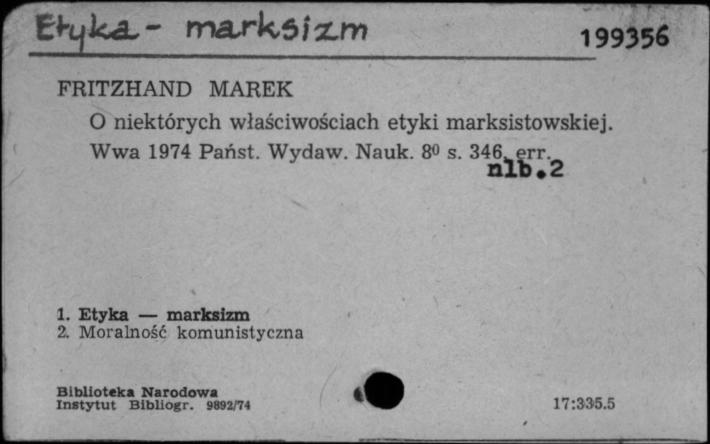 Etyka - marksizm
199356
FRITZHAND MAREK
O niektórych właściwościach etyki marksistowskiej.
Wwa 1974 Państ. Wydaw. Nauk. 8⁰ s. 346, err.
nlb.2
1. Etyka — marksizm
2. Moralność komunistyczna
Biblioteka Narodowa
Instytut Bibliogr. 9892/74
17:335.5